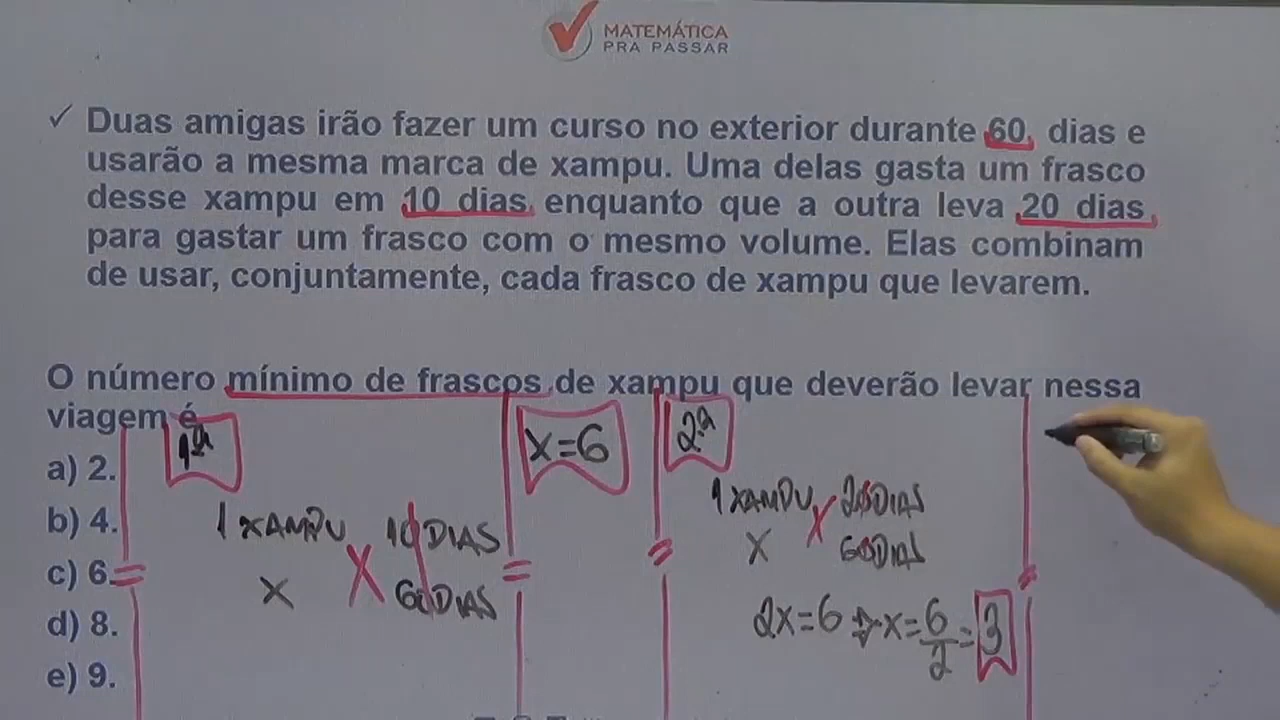 MATEMÁTICA
PRA PASSAR
✓ Duas amigas irão fazer um curso no exterior durante 60 dias e
usarão a mesma marca de xampu. Uma delas gasta um frasco
desse xampu em 10 dias enquanto que a outra leva 20 dias
para gastar um frasco com o mesmo volume. Elas combinam
de usar, conjuntamente, cada frasco de xampu que levarem.
O número mínimo de frascos de xampu que deverão levar nessa
viagem é
a) 2.
b) 4.
c) 6.
d) 8.
e) 9.
1ª
1 XAMPU 10 DIAS
X 60 DIAS
X=6
2ª
1 XAMPU 20 DIAS
X 60 DIAS
2X=6 => X=6/2=3